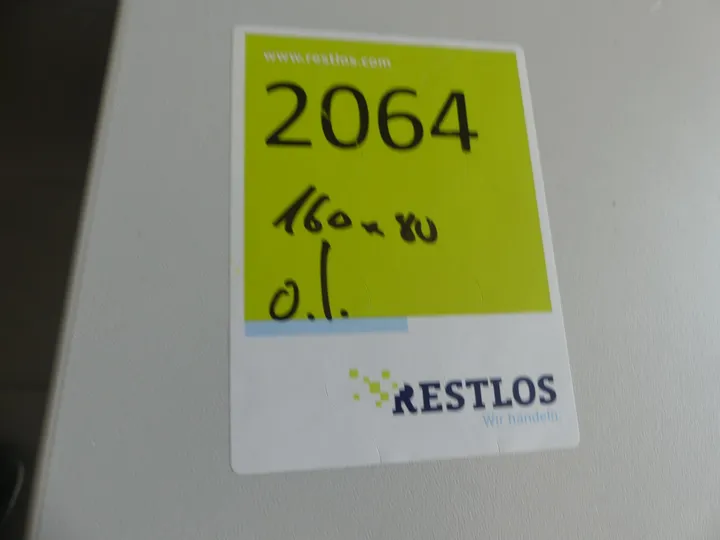 www.restlos.com
2064
160 x 80
o.l.
RESTLOS
Wir handeln.